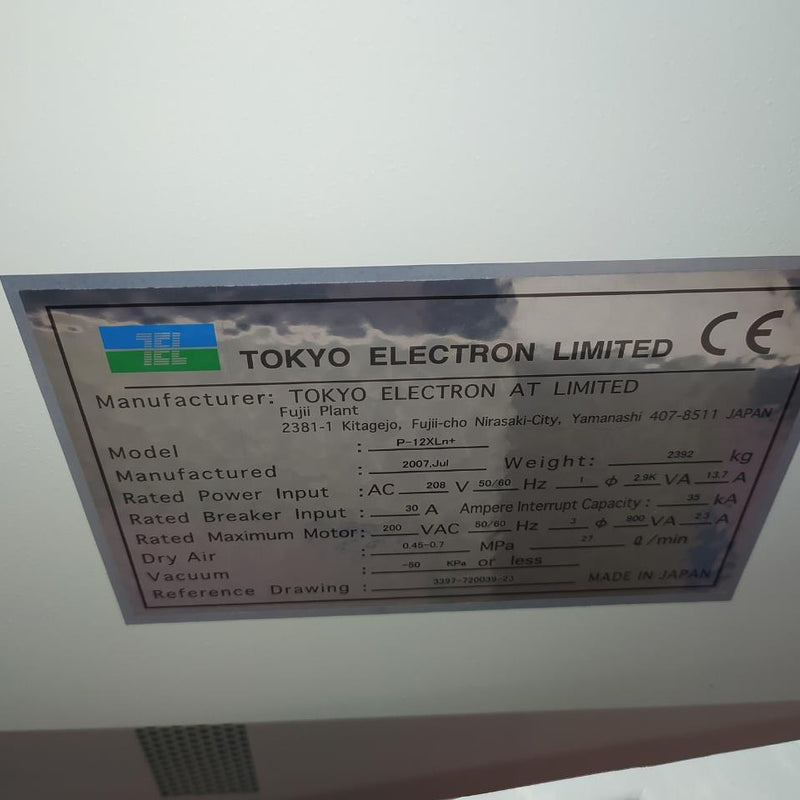 TEL TOKYO ELECTRON LIMITED CE
Manufacturer: TOKYO ELECTRON AT LIMITED
Fujii Plant
2381-1 Kitagejo, Fujii-cho Nirasaki-City, Yamanashi 407-8511 JAPAN
Model : P-12XLn+
Manufactured : 2007.Jul Weight: 2392 kg
Rated Power Input : AC 208 V 50/60 Hz 1 ϕ 2.9K VA 13.7 A
Rated Breaker Input : 30 A Ampere Interrupt Capacity : 35 kA
Rated Maximum Motor: 200 VAC 50/60 Hz 3 ϕ 800 VA 2.3 A
Dry Air : 0.45-0.7 MPa 27 ℓ/min
Vacuum : -50 KPa or less
Reference Drawing : 3397-720039-23 MADE IN JAPAN